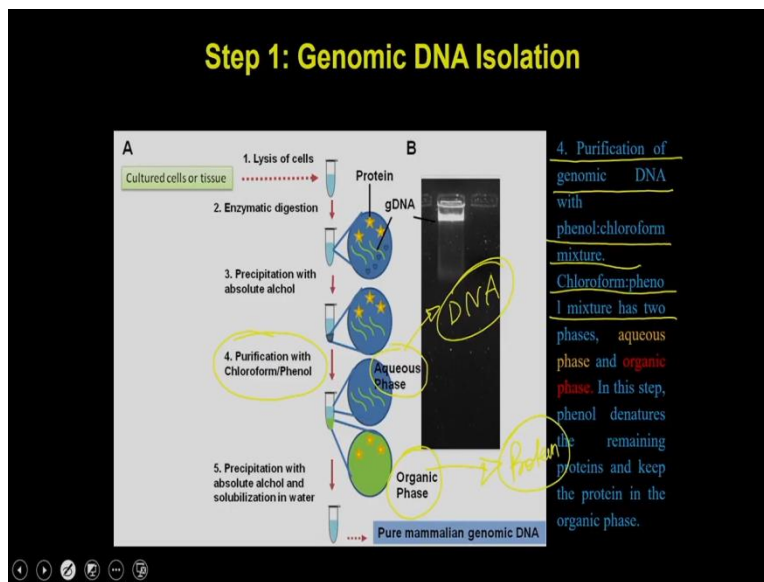 Step 1: Genomic DNA Isolation
A
B
Cultured cells or tissue
1. Lysis of cells
Protein
2. Enzymatic digestion
gDNA
3. Precipitation with
absolute alchol
4. Purification with
Chloroform/Phenol
Aqueous
Phase
DNA
5. Precipitation with
absolute alchol and
solubilization in water
Organic
Phase
Protein
Pure mammalian genomic DNA
4. Purification of
genomic DNA
with
phenol:chloroform
mixture.
Chloroform:pheno
l mixture has two
phases, aqueous
phase and organic
phase. In this step,
phenol denatures
the remaining
proteins and keep
the protein in the
organic phase.